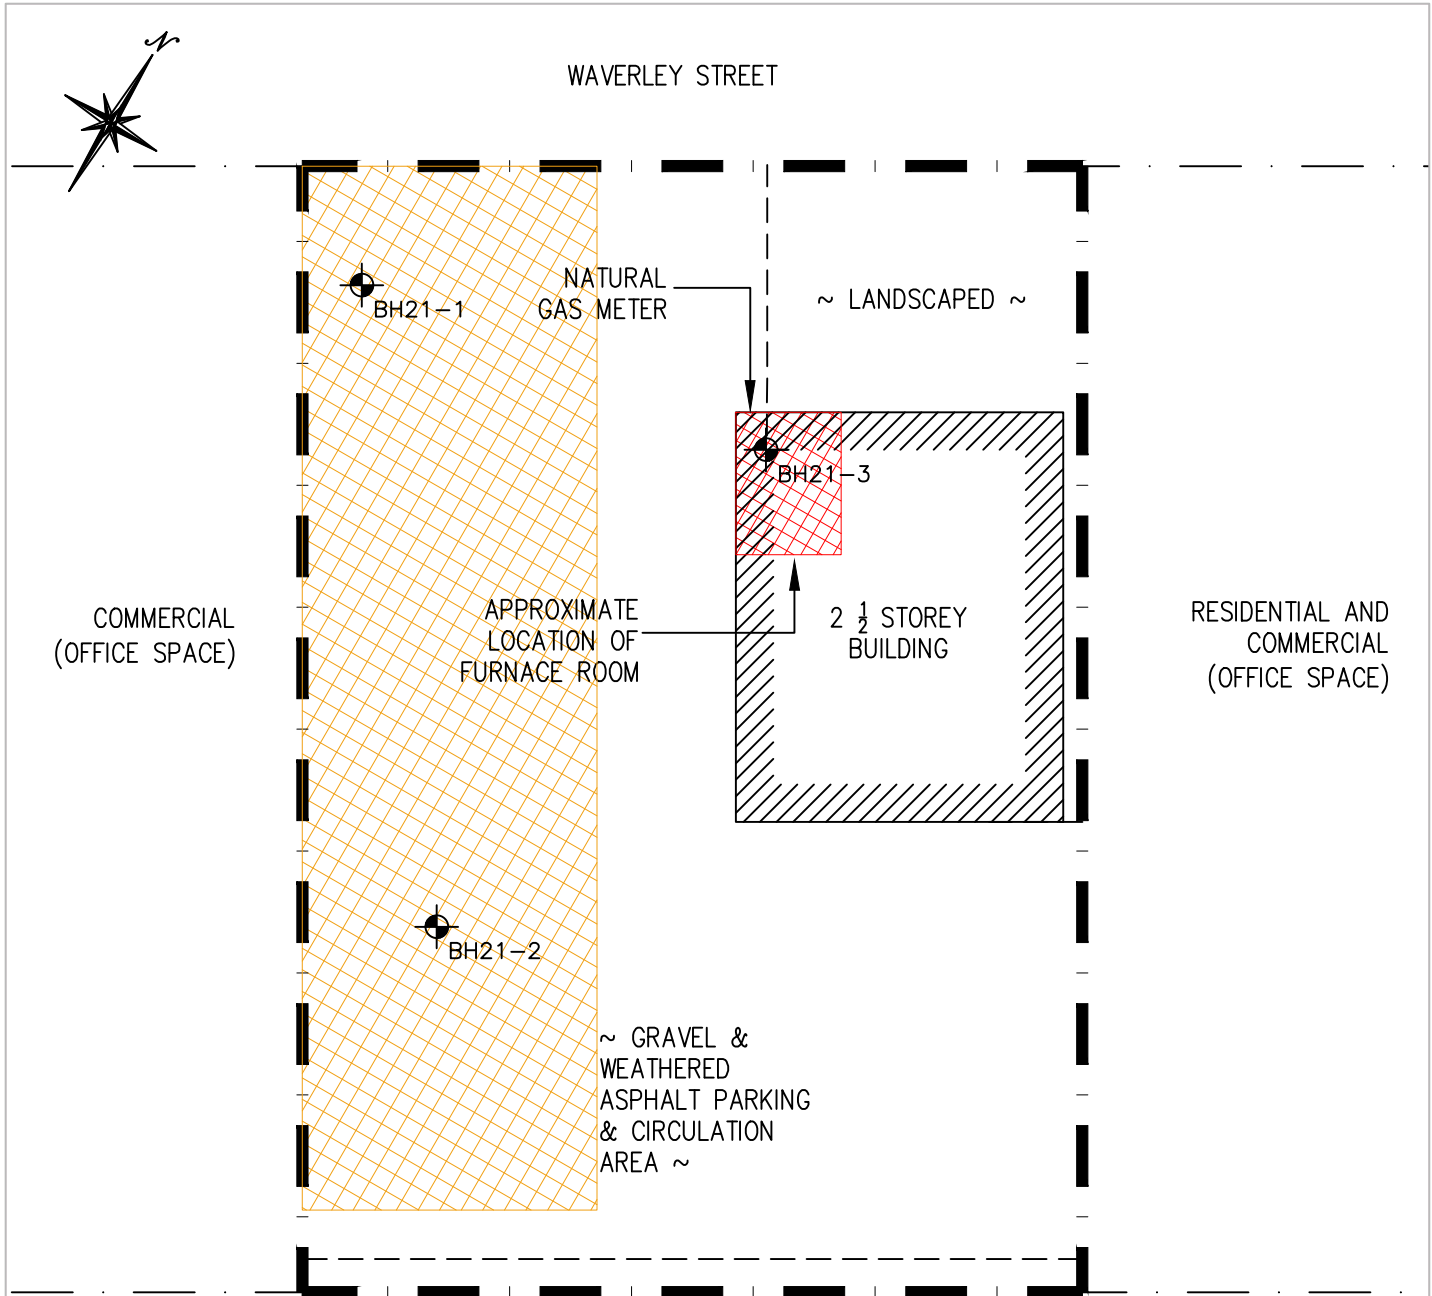 N
WAVERLEY STREET
NATURAL
GAS METER
~ LANDSCAPED ~
BH21-1
BH21-3
APPROXIMATE
LOCATION OF
FURNACE ROOM
2 1/2 STOREY
BUILDING
COMMERCIAL
(OFFICE SPACE)
RESIDENTIAL AND
COMMERCIAL
(OFFICE SPACE)
BH21-2
~ GRAVEL &
WEATHERED
ASPHALT PARKING
& CIRCULATION
AREA ~